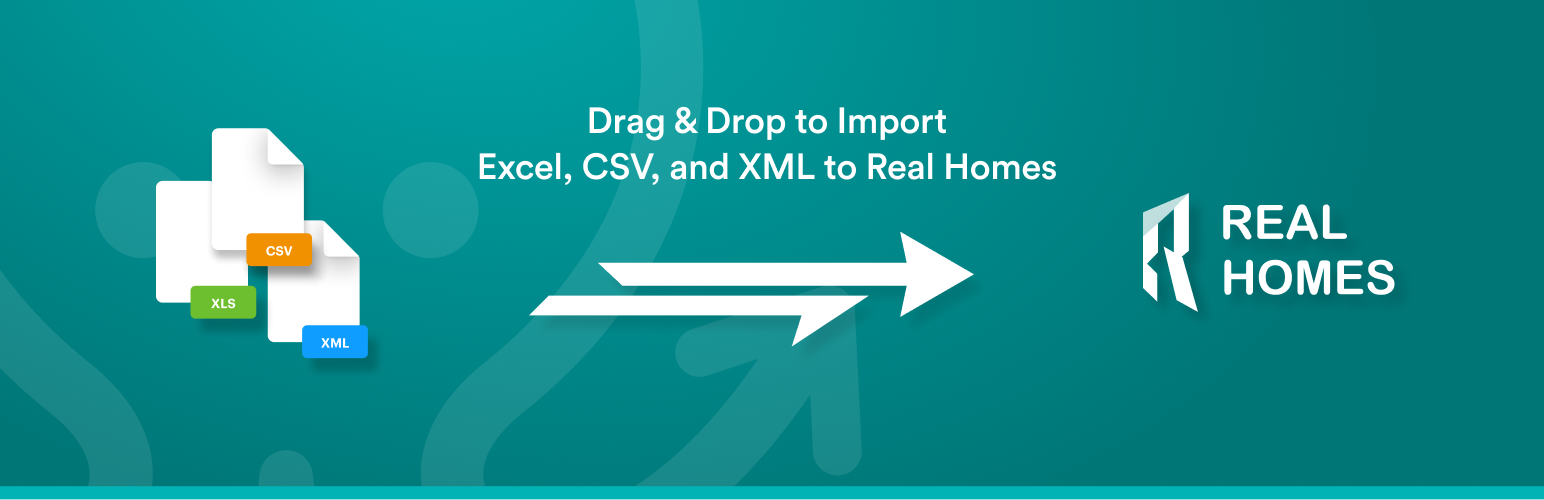 Drag & Drop to Import
Excel, CSV, and XML to Real Homes
CSV
XLS
XML
REAL
HOMES